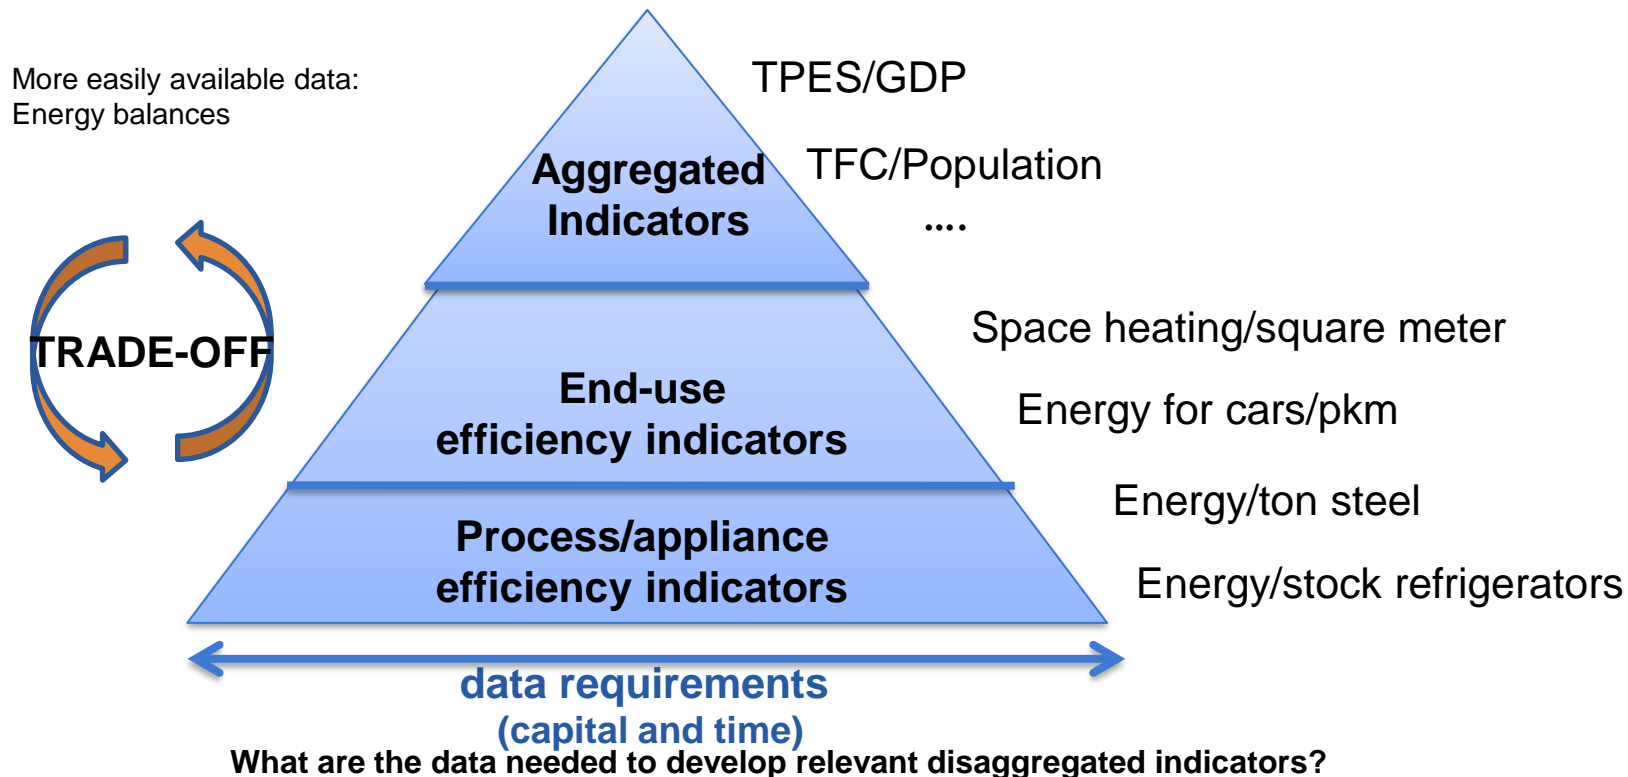 More easily available data:
Energy balances
TPES/GDP
Aggregated
Indicators
TFC/Population
....
TRADE-OFF
Space heating/square meter
End-use
efficiency indicators
Energy for cars/pkm
Energy/ton steel
Process/appliance
efficiency indicators
Energy/stock refrigerators
data requirements
(capital and time)
What are the data needed to develop relevant disaggregated indicators?